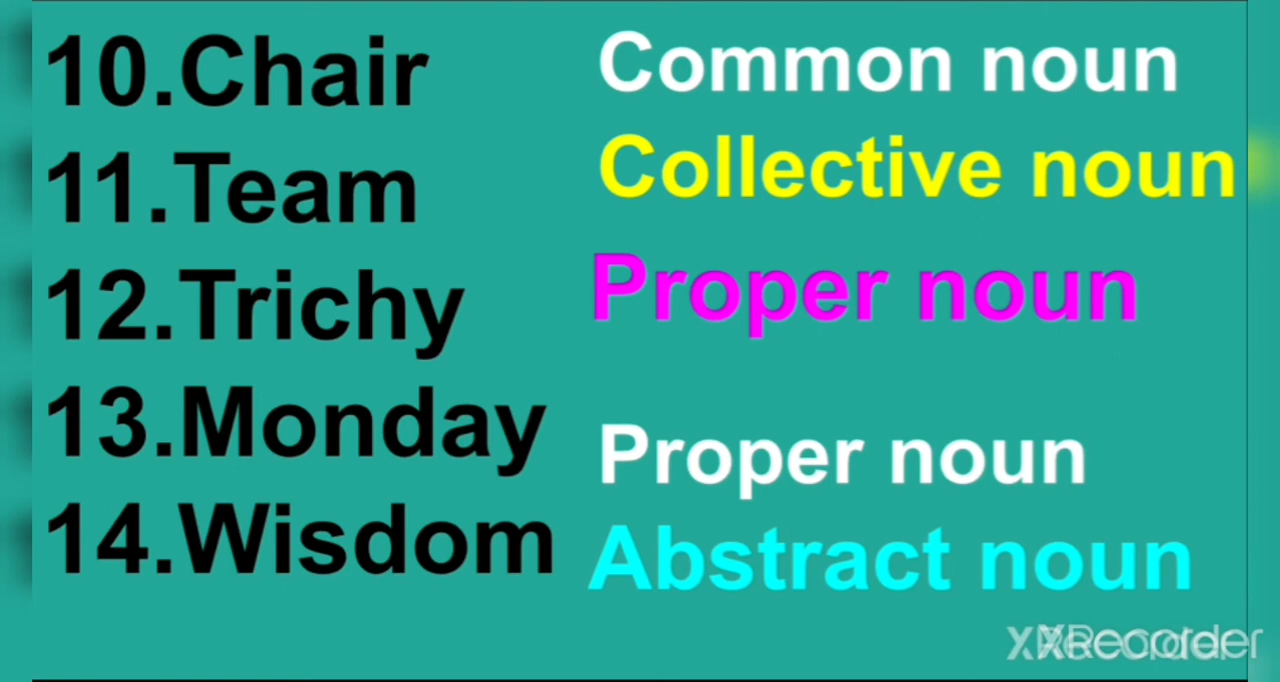 10.Chair Common noun
11.Team Collective noun
12.Trichy Proper noun
13.Monday Proper noun
14.Wisdom Abstract noun
XRecorder